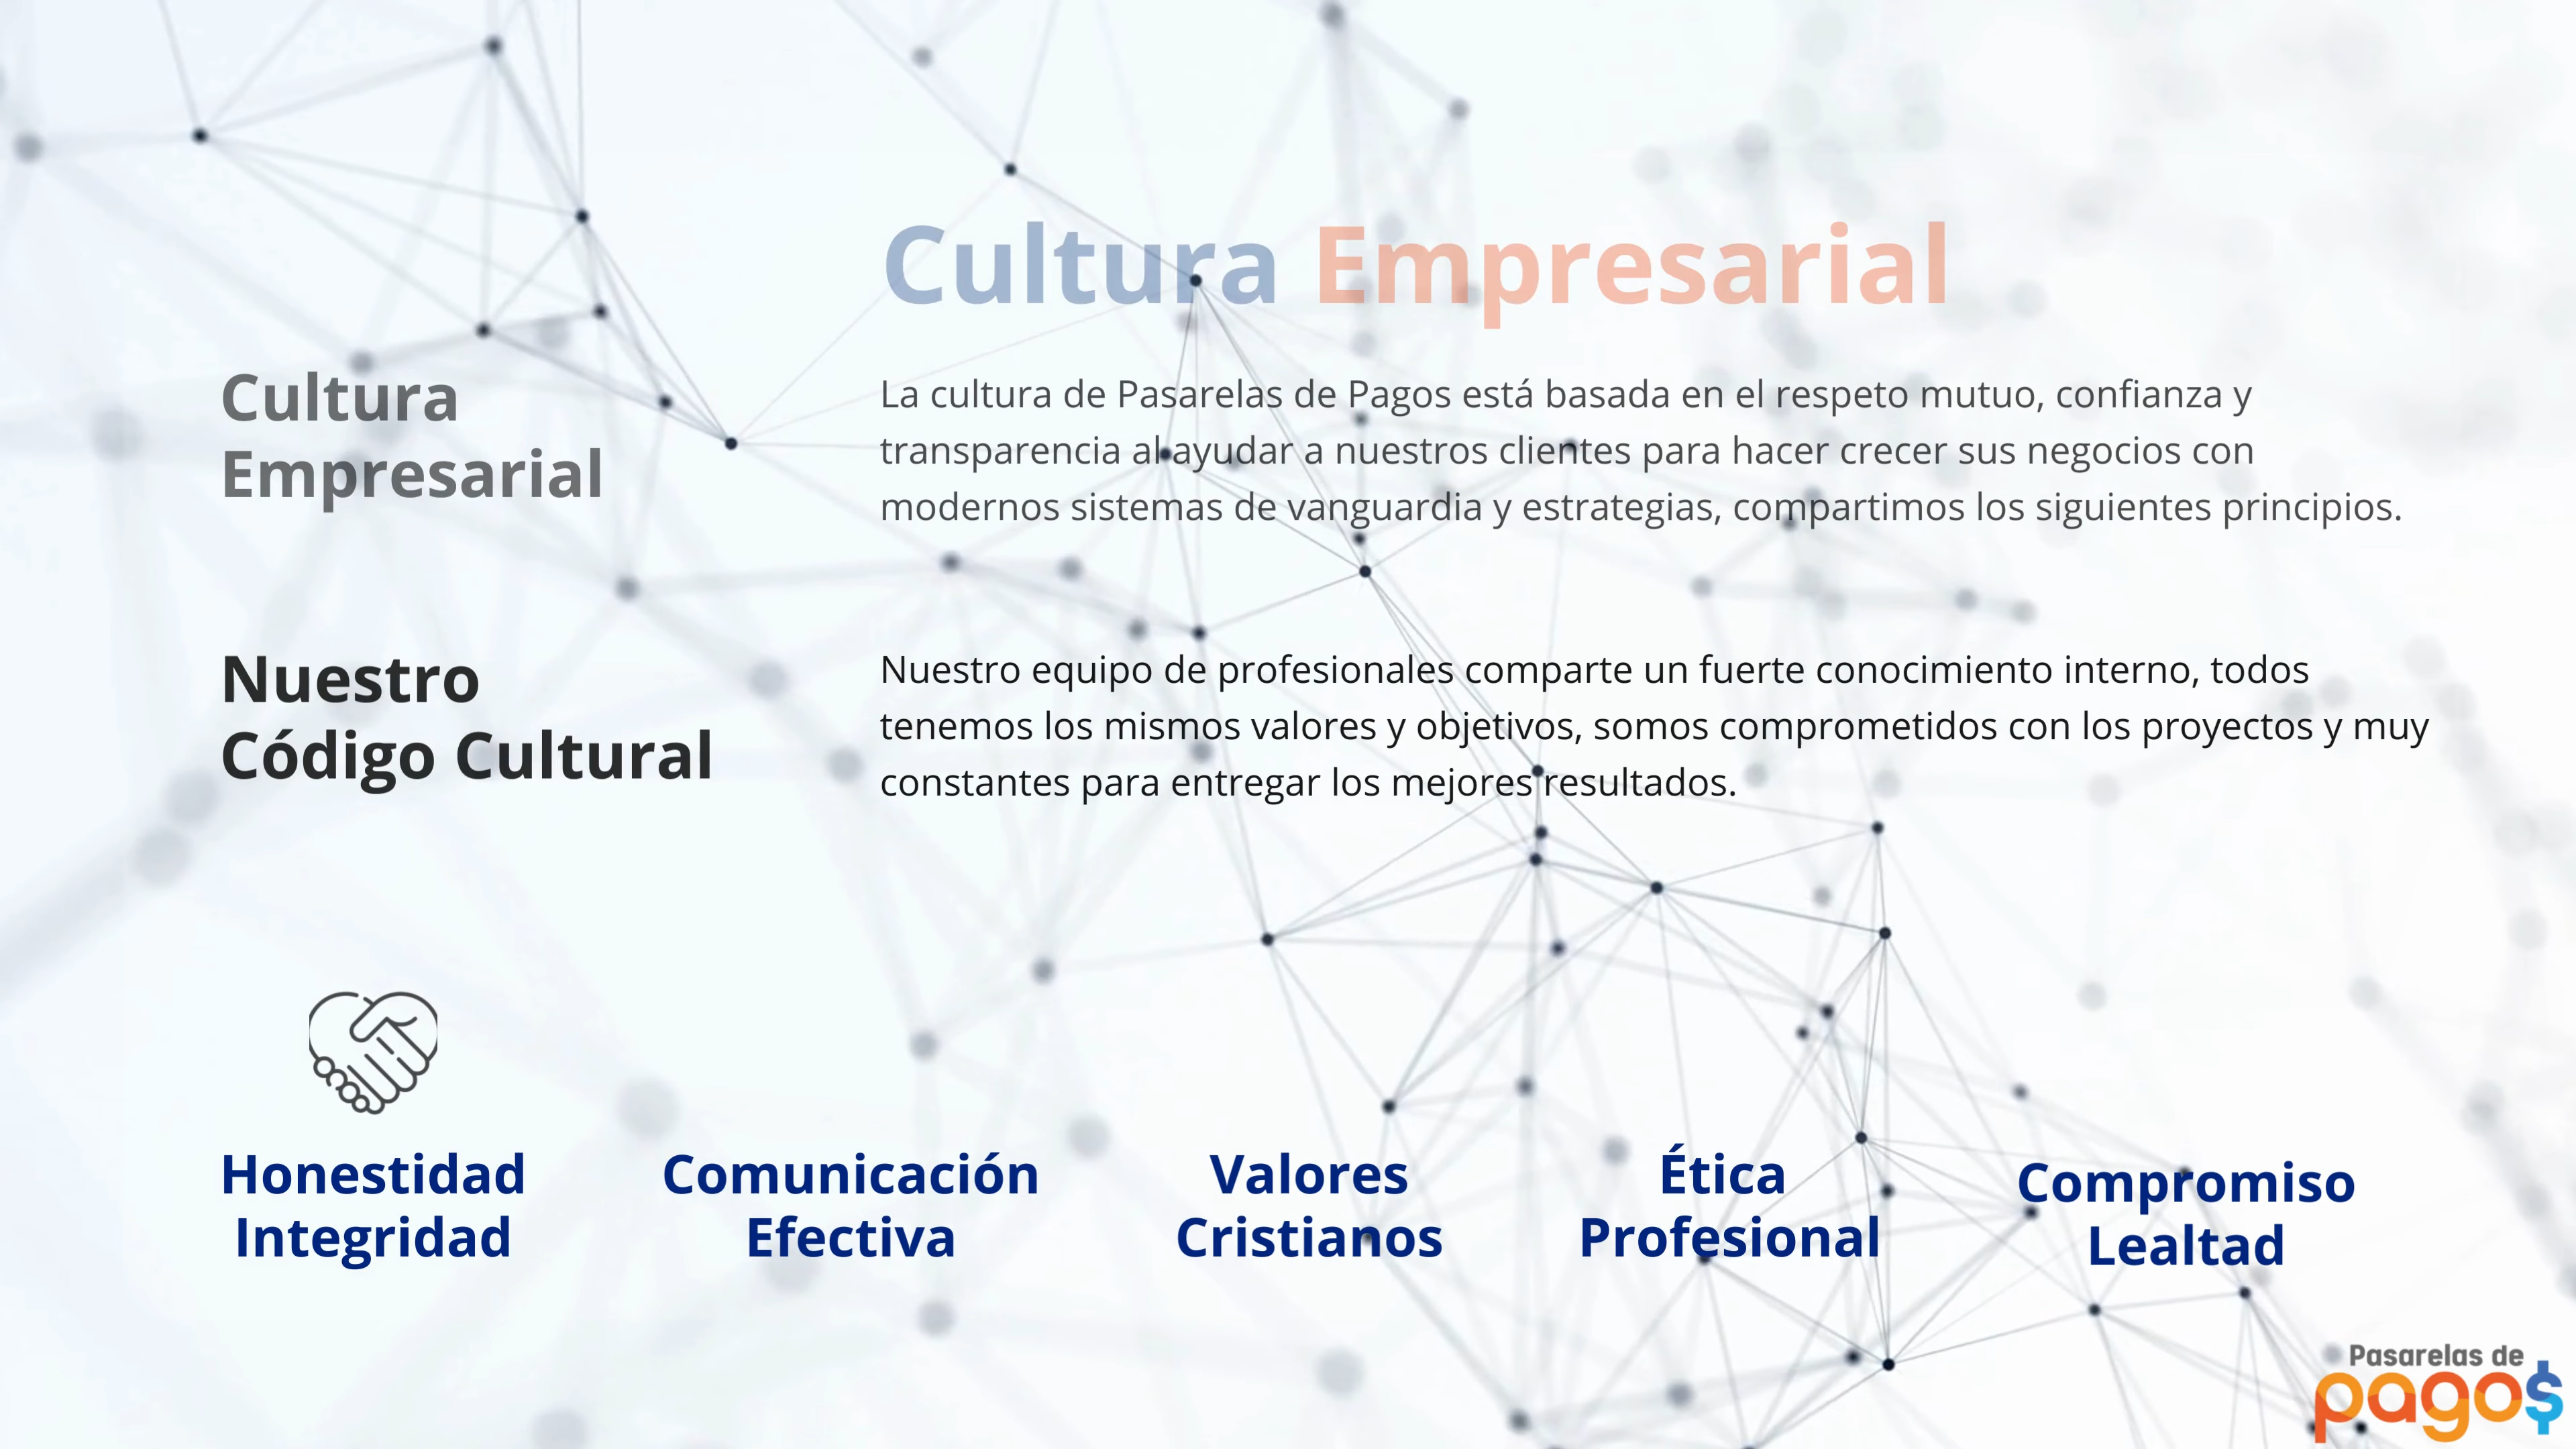 Cultura Empresarial
Cultura
Empresarial
La cultura de Pasarelas de Pagos está basada en el respeto mutuo, confianza y
transparencia al ayudar a nuestros clientes para hacer crecer sus negocios con
modernos sistemas de vanguardia y estrategias, compartimos los siguientes principios.
Nuestro
Código Cultural
Nuestro equipo de profesionales comparte un fuerte conocimiento interno, todos
tenemos los mismos valores y objetivos, somos comprometidos con los proyectos y muy
constantes para entregar los mejores resultados.
Honestidad
Integridad
Comunicación
Efectiva
Valores
Cristianos
Ética
Profesional
Compromiso
Lealtad
Pasarelas de
pago$